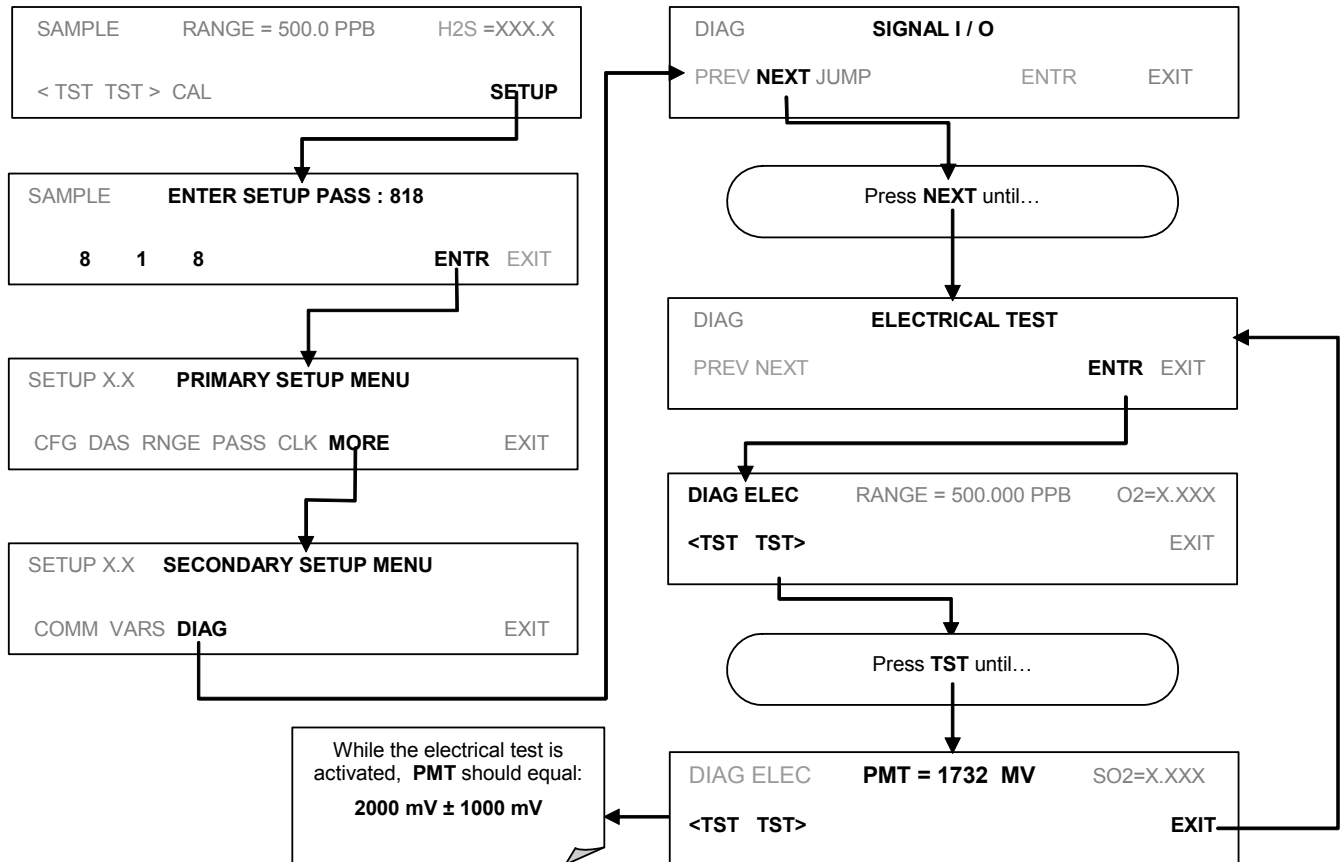 SAMPLE RANGE = 500.0 PPB H2S =XXX.X
< TST TST > CAL SETUP
SAMPLE ENTER SETUP PASS : 818
8 1 8 ENTR EXIT
SETUP X.X PRIMARY SETUP MENU
CFG DAS RNGE PASS CLK MORE EXIT
SETUP X.X SECONDARY SETUP MENU
COMM VARS DIAG EXIT
DIAG SIGNAL I / O
PREV NEXT JUMP ENTR EXIT
Press NEXT until…
DIAG ELECTRICAL TEST
PREV NEXT ENTR EXIT
DIAG ELEC RANGE = 500.000 PPB O2=X.XXX
<TST TST> EXIT
Press TST until…
DIAG ELEC PMT = 1732 MV SO2=X.XXX
<TST TST> EXIT
While the electrical test is
activated, PMT should equal:
2000 mV ± 1000 mV